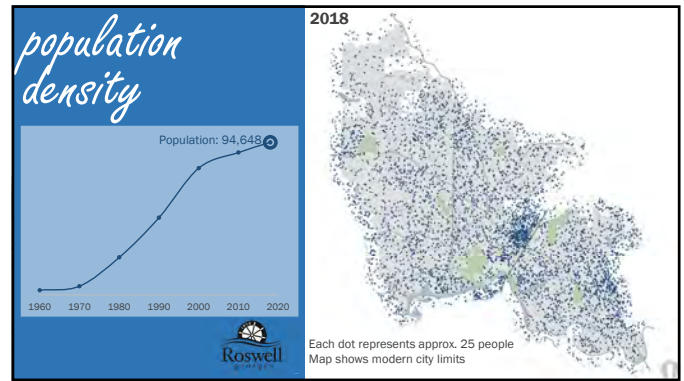 population
density
Population: 94,648
1960 1970 1980 1990 2000 2010 2020
Roswell
georgia
2018
Each dot represents approx. 25 people
Map shows modern city limits